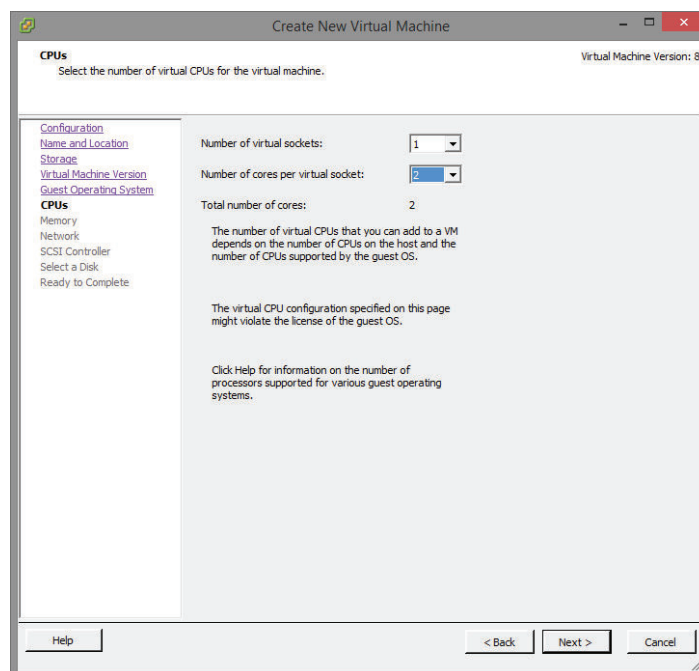 Create New Virtual Machine
CPUs
Select the number of virtual CPUs for the virtual machine.
Virtual Machine Version: 8
Configuration
Name and Location
Storage
Virtual Machine Version
Guest Operating System
CPUs
Memory
Network
SCSI Controller
Select a Disk
Ready to Complete
Number of virtual sockets: 1
Number of cores per virtual socket: 2
Total number of cores: 2
The number of virtual CPUs that you can add to a VM
depends on the number of CPUs on the host and the
number of CPUs supported by the guest OS.
The virtual CPU configuration specified on this page
might violate the license of the guest OS.
Click Help for information on the number of
processors supported for various guest operating
systems.
Help
< Back
Next >
Cancel